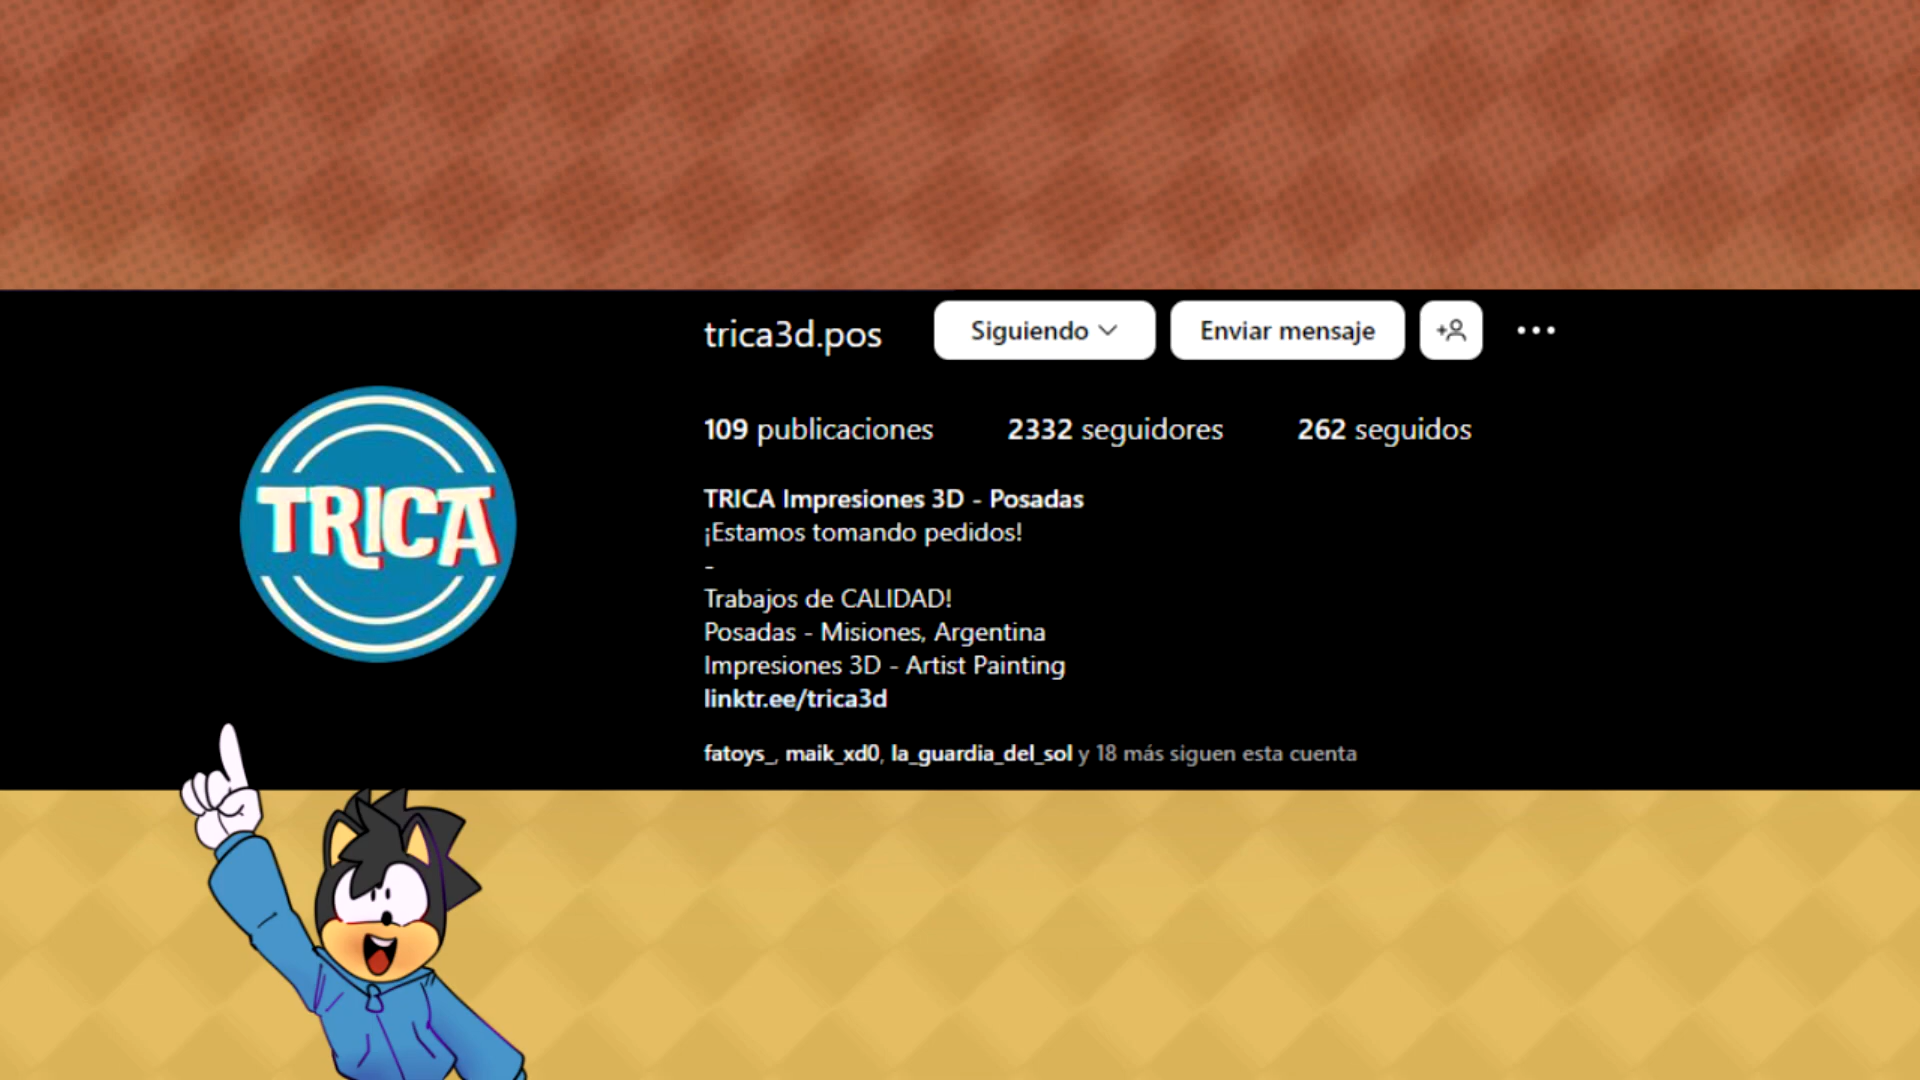 trica3d.pos Siguiendo Enviar mensaje
109 publicaciones 2332 seguidores 262 seguidos
TRICA
TRICA Impresiones 3D - Posadas
¡Estamos tomando pedidos!
-
Trabajos de CALIDAD!
Posadas - Misiones, Argentina
Impresiones 3D - Artist Painting
linktr.ee/trica3d
fatoys_, maik_xd0, la_guardia_del_sol y 18 más siguen esta cuenta